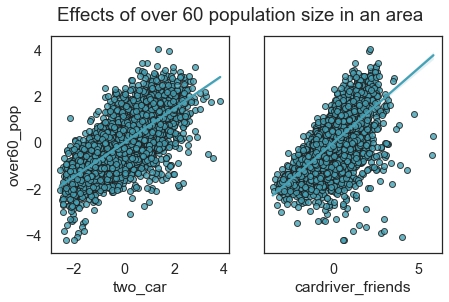 Effects of over 60 population size in an area
over60_pop
4
2
0
−2
−4
−2 0 2 4
0 5
two_car
cardriver_friends